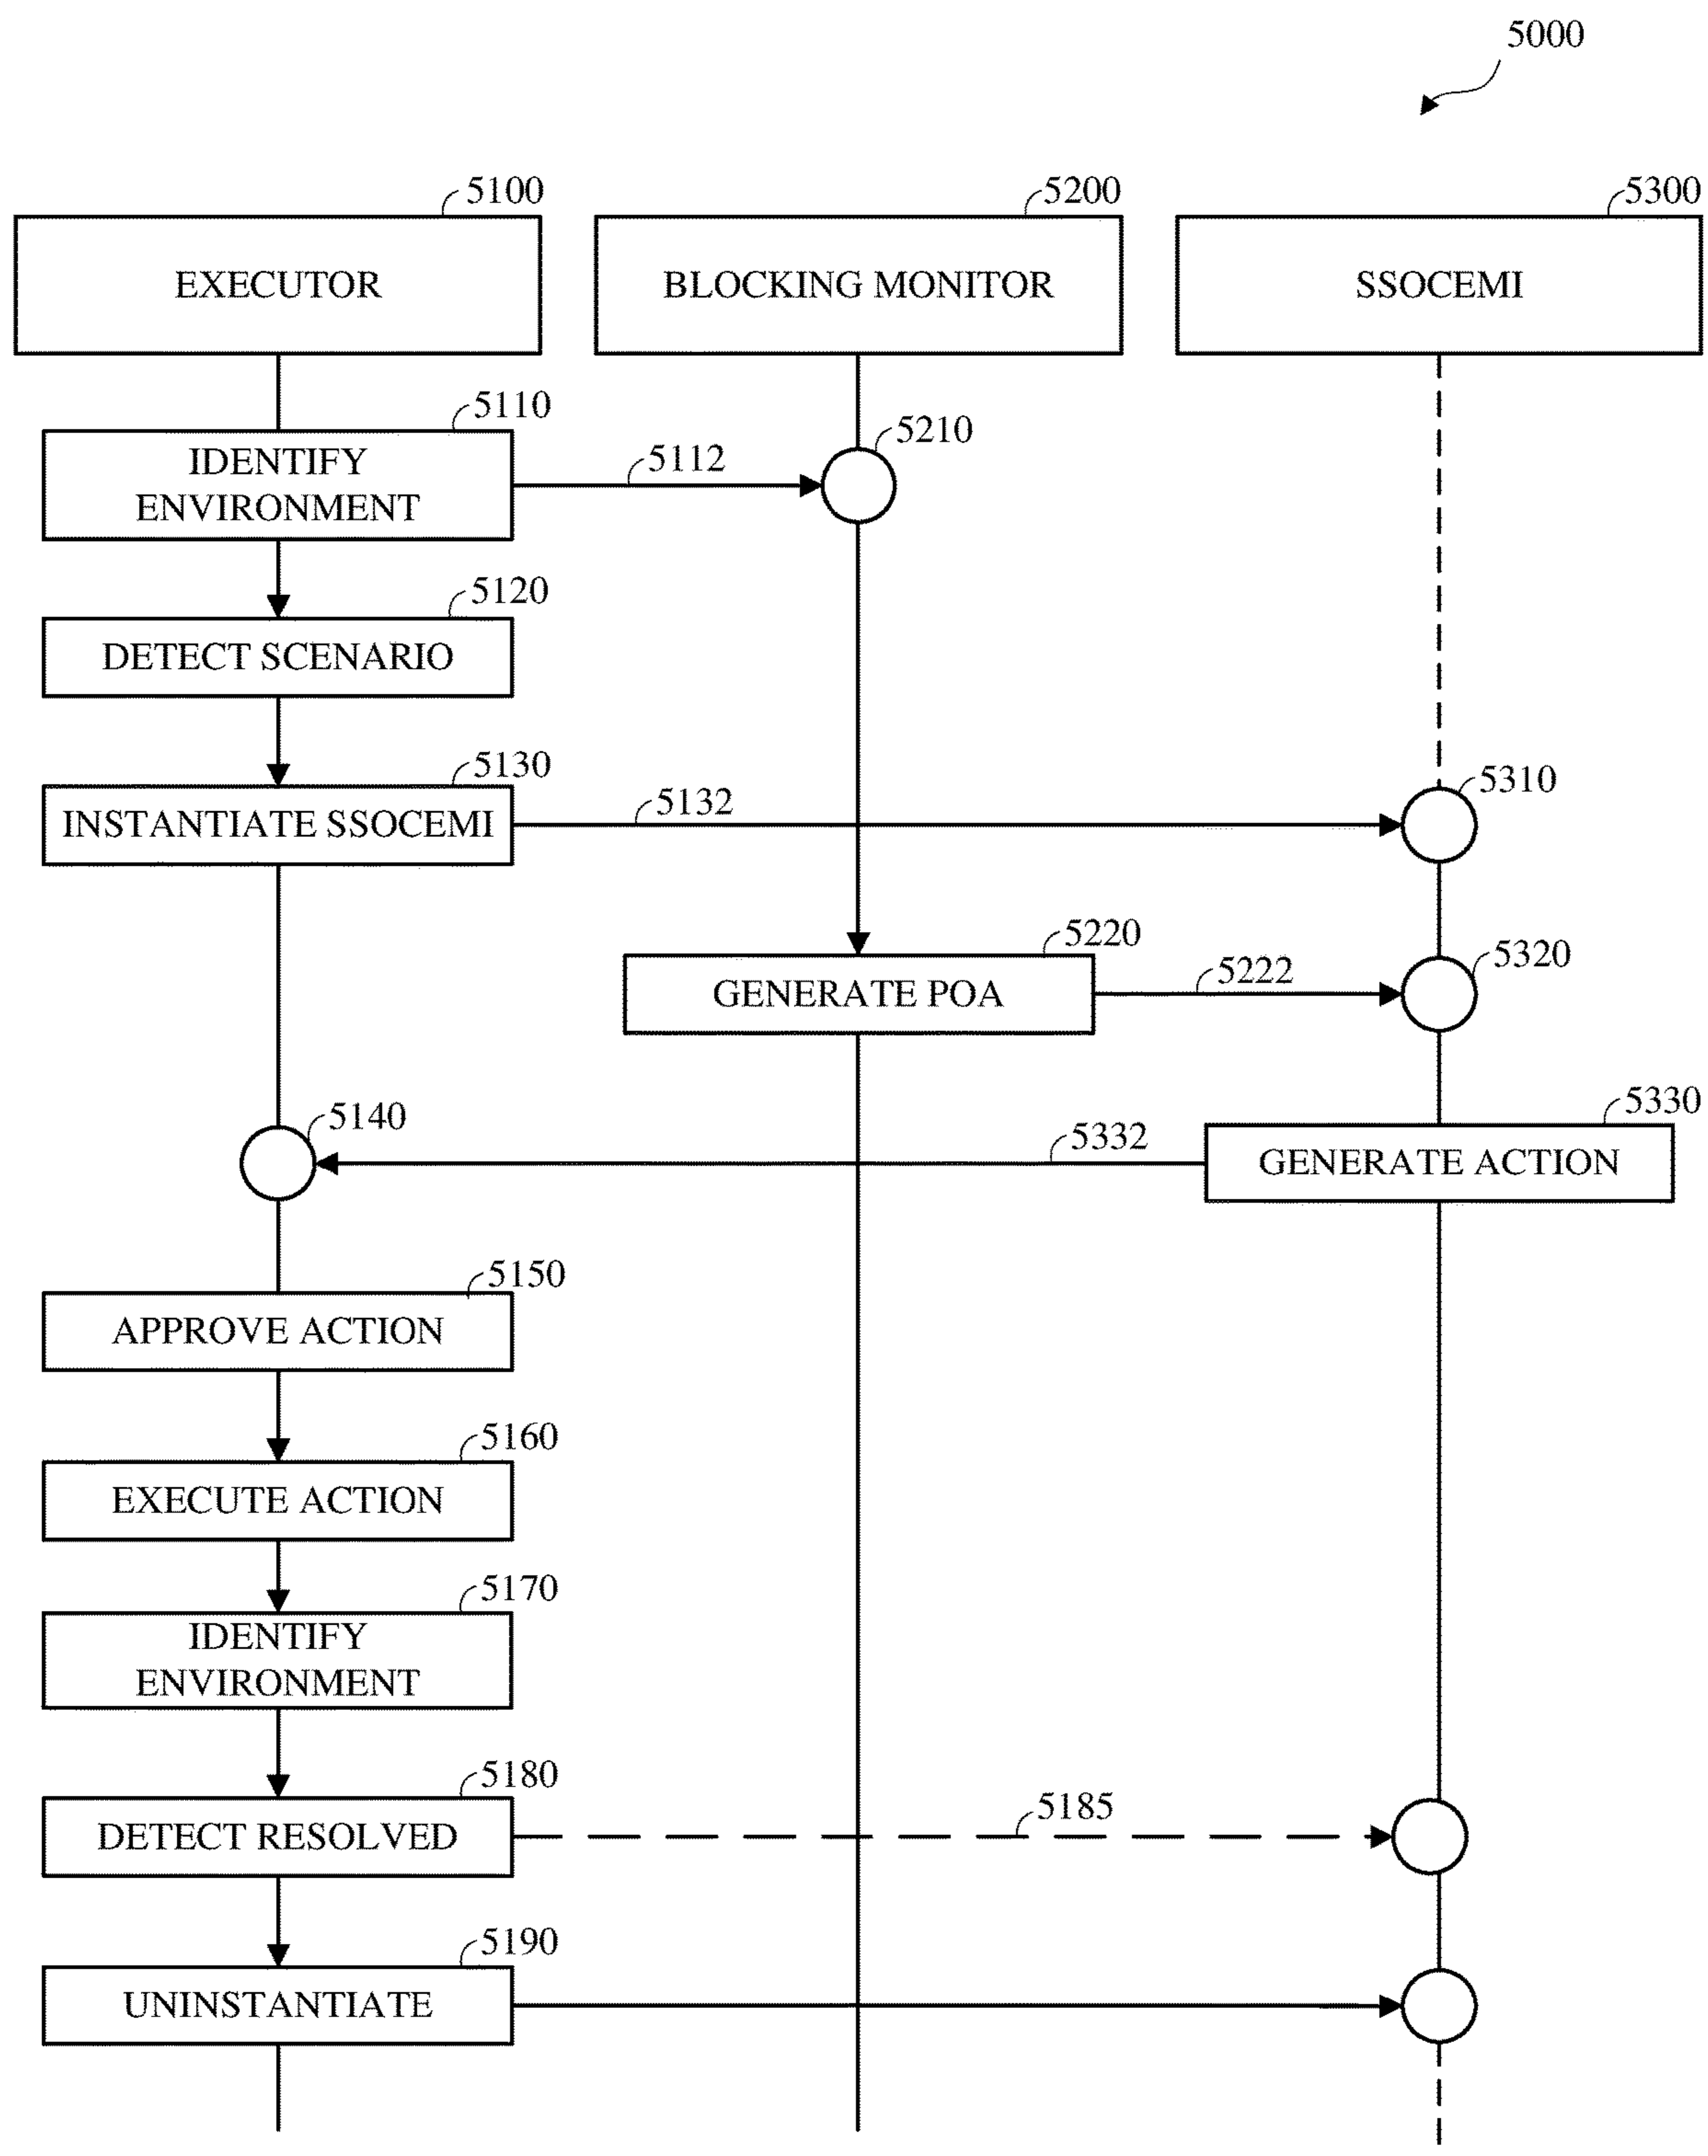 5000
5100
5200
5300
EXECUTOR
BLOCKING MONITOR
SSOCEMI
5110
IDENTIFY
ENVIRONMENT
5112
5210
5120
DETECT SCENARIO
5130
INSTANTIATE SSOCEMI
5132
5310
5220
GENERATE POA
5222
5320
5140
5332
5330
GENERATE ACTION
5150
APPROVE ACTION
5160
EXECUTE ACTION
5170
IDENTIFY
ENVIRONMENT
5180
DETECT RESOLVED
5185
5190
UNINSTANTIATE